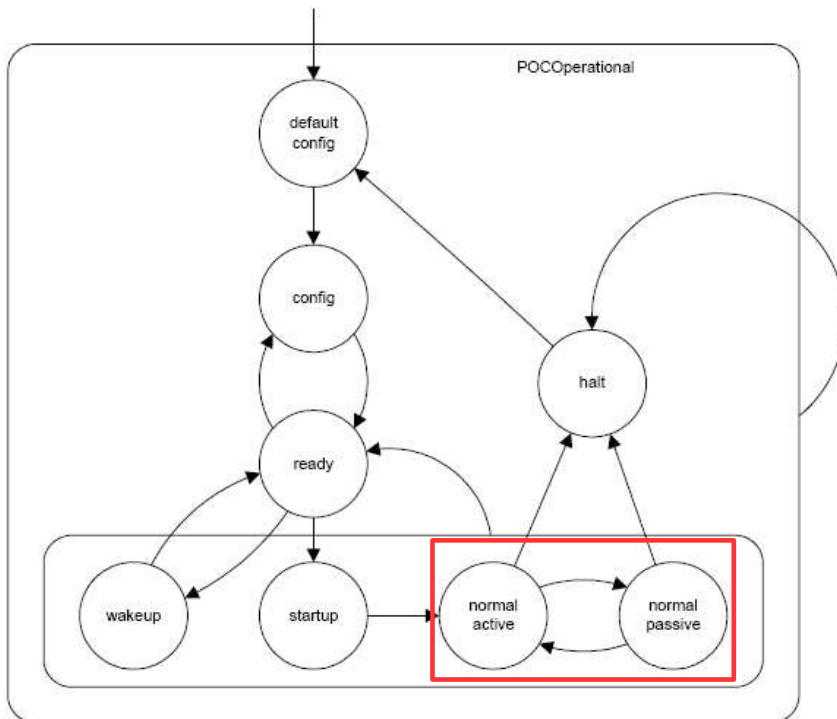 POCOperational
default
config
config
halt
ready
wakeup
startup
normal
active
normal
passive